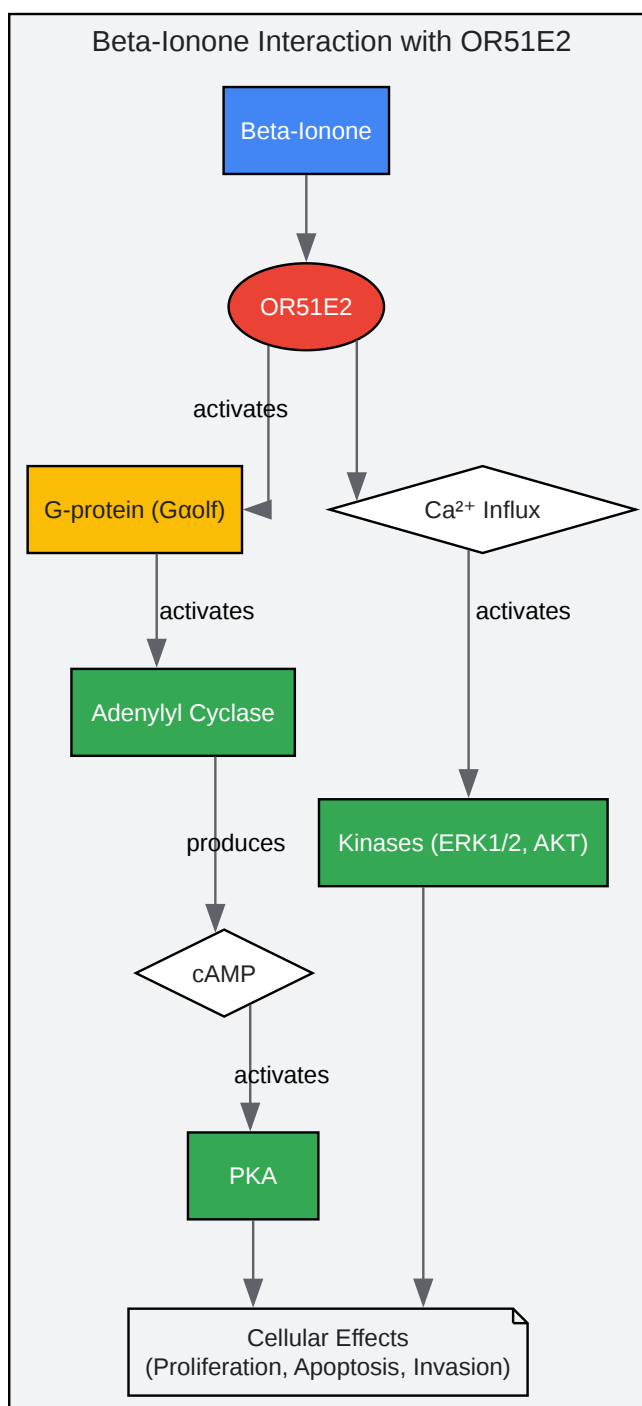 Beta-Ionone Interaction with OR51E2
Beta-Ionone
OR51E2
activates
G-protein (Gαolf)
Ca²⁺ Influx
activates
activates
Adenylyl Cyclase
produces
Kinases (ERK1/2, AKT)
cAMP
activates
PKA
Cellular Effects
(Proliferation, Apoptosis, Invasion)